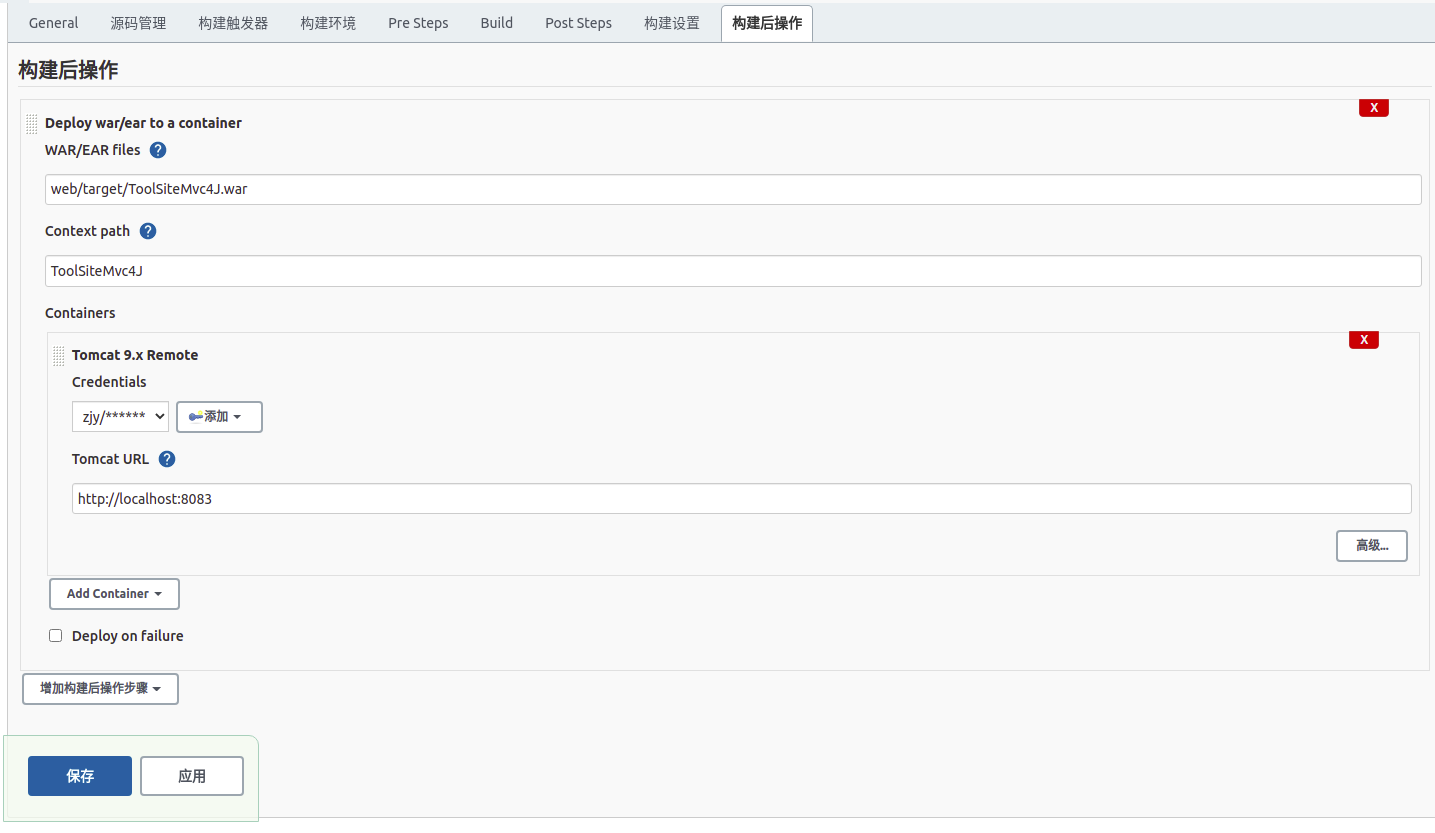 General 源码管理 构建触发器 构建环境 Pre Steps Build Post Steps 构建设置 构建后操作
构建后操作
X
Deploy war/ear to a container
WAR/EAR files ?
web/target/ToolSiteMvc4J.war
Context path ?
ToolSiteMvc4J
Containers
X
Tomcat 9.x Remote
Credentials
zjy/****** 添加
Tomcat URL ?
http://localhost:8083
高级...
Add Container
Deploy on failure
增加构建后操作步骤
保存 应用